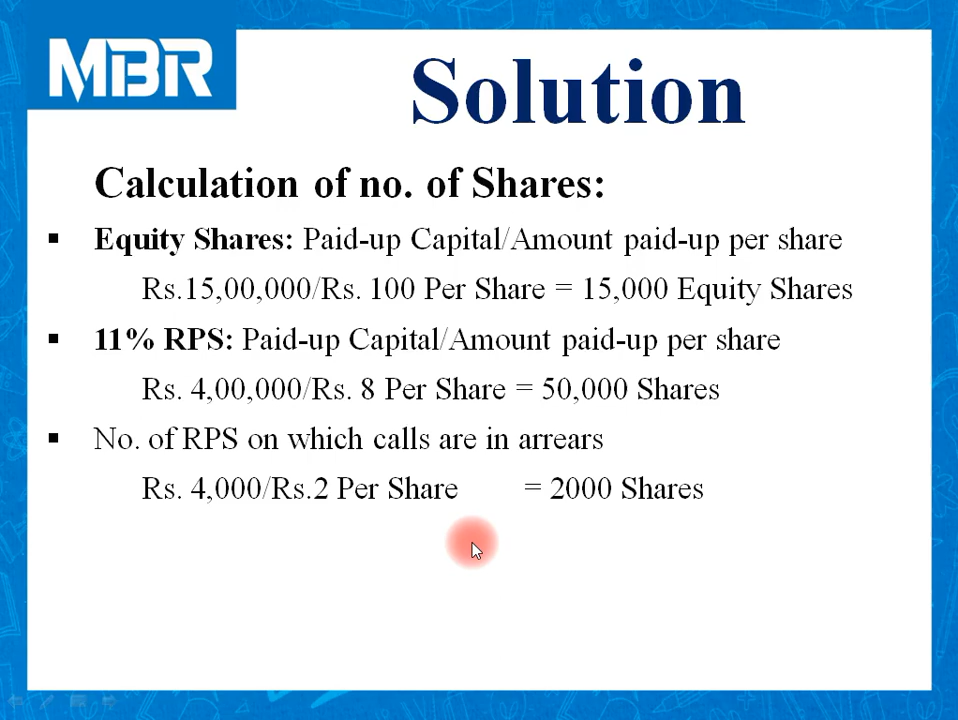 MBR
Solution
Calculation of no. of Shares:
▪ Equity Shares: Paid-up Capital/Amount paid-up per share
Rs.15,00,000/Rs. 100 Per Share = 15,000 Equity Shares
▪ 11% RPS: Paid-up Capital/Amount paid-up per share
Rs. 4,00,000/Rs. 8 Per Share = 50,000 Shares
▪ No. of RPS on which calls are in arrears
Rs. 4,000/Rs.2 Per Share = 2000 Shares